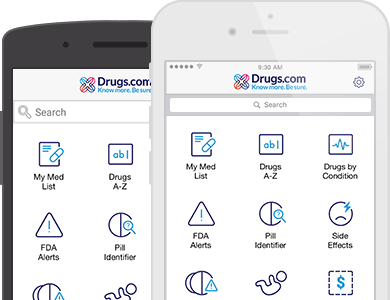 Drugs.com
Know more. Be sure.
Search
My Med
List
ab|
Drugs
A-Z
FDA
Alerts
Pill
Identifier
9:30 AM
Drugs.com
Know more. Be sure.
Search
My Med
List
ab|
Drugs
A-Z
Drugs by
Condition
FDA
Alerts
Pill
Identifier
Side
Effects
$